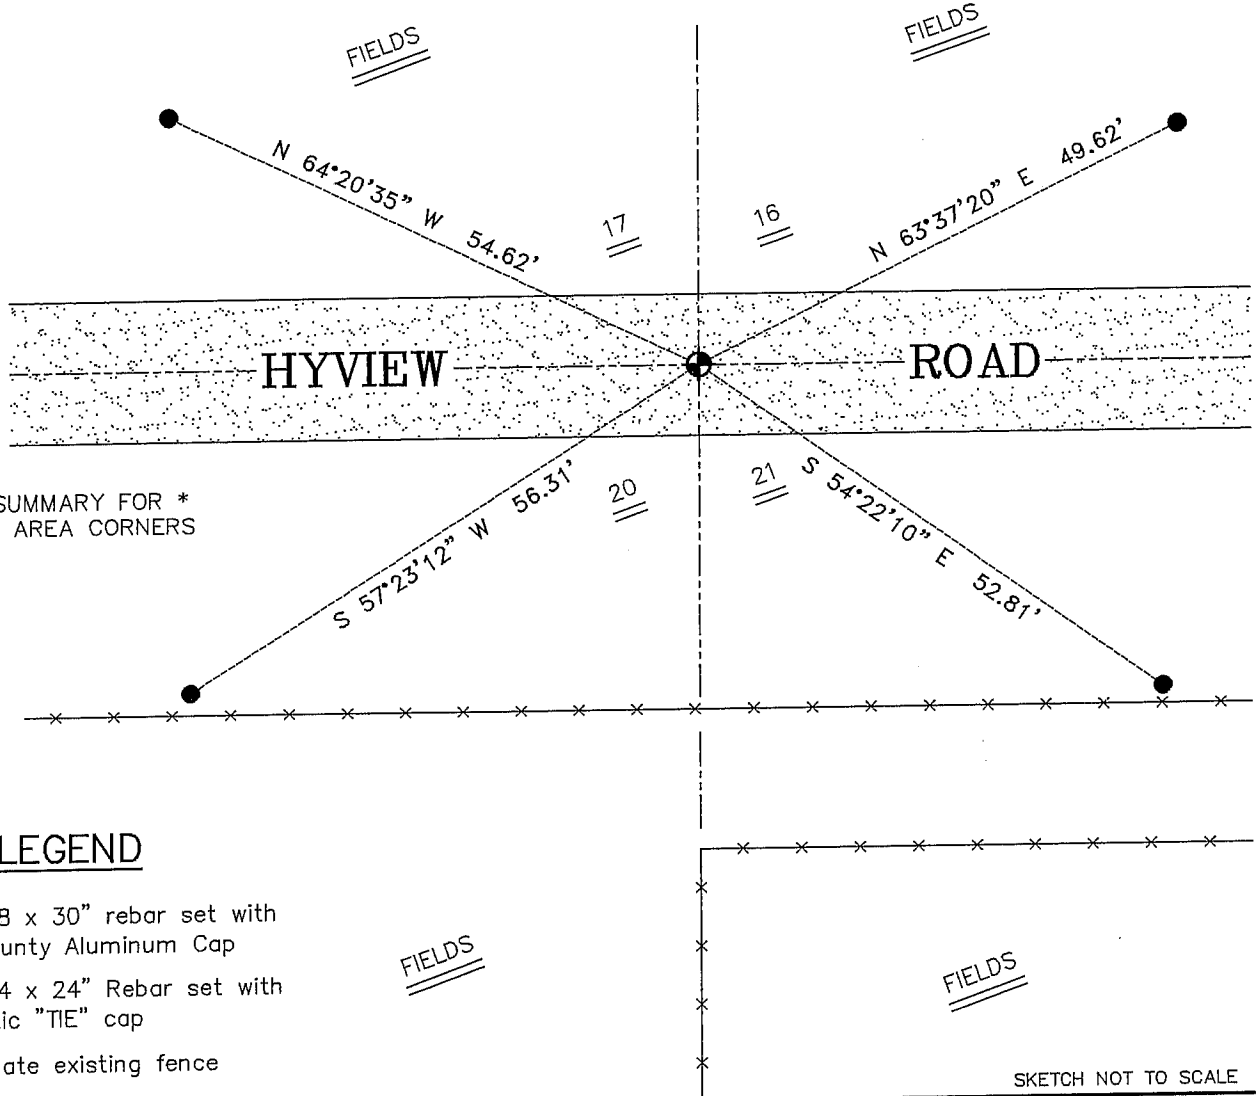 FIELDS
FIELDS
N 64°20'35" W 54.62'
N 63°37'20" E 49.62'
17
16
HYVIEW ROAD
SUMMARY FOR *
AREA CORNERS
S 57°23'12" W 56.31'
20
21
S 54°22'10" E 52.81'
LEGEND
8 x 30" rebar set with
unty Aluminum Cap
4 x 24" Rebar set with
ic "TIE" cap
ate existing fence
FIELDS
FIELDS
SKETCH NOT TO SCALE